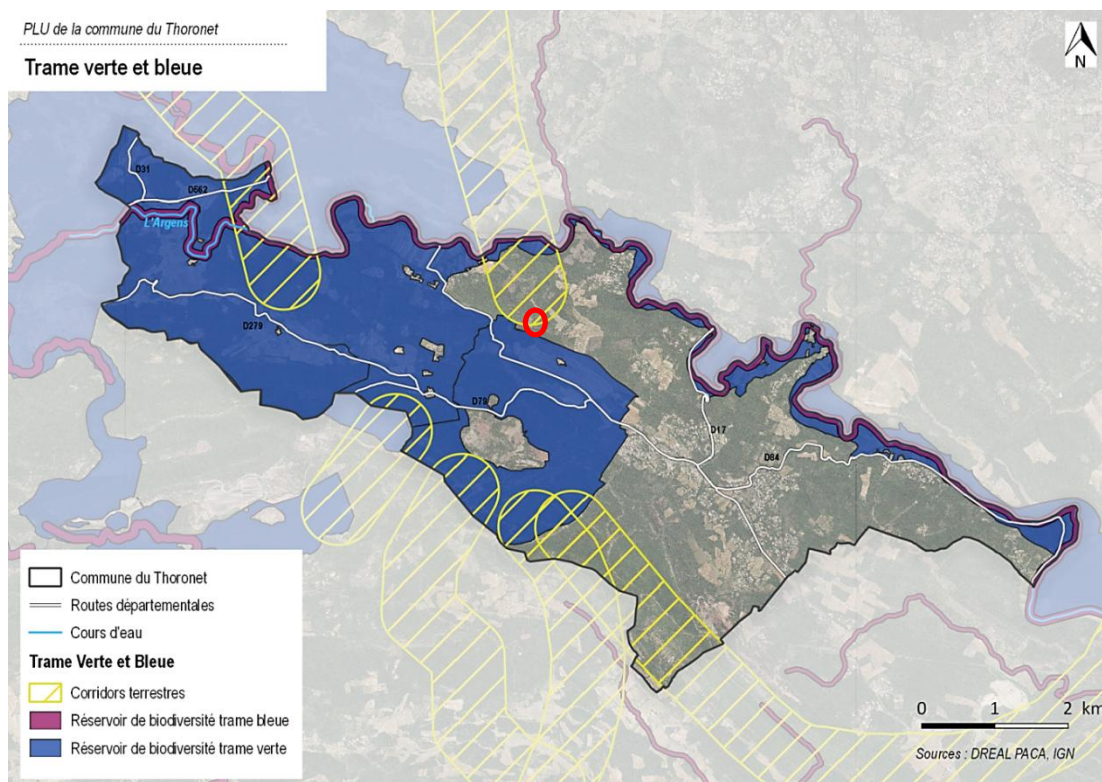 PLU de la commune du Thoronet
Trame verte et bleue
N
D31
D562
L'Argens
D279
D79
D17
D84
Commune du Thoronet
Routes départementales
Cours d'eau
Trame Verte et Bleue
Corridors terrestres
Réservoir de biodiversité trame bleue
Réservoir de biodiversité trame verte
0 1 2 km
Sources : DREAL PACA, IGN